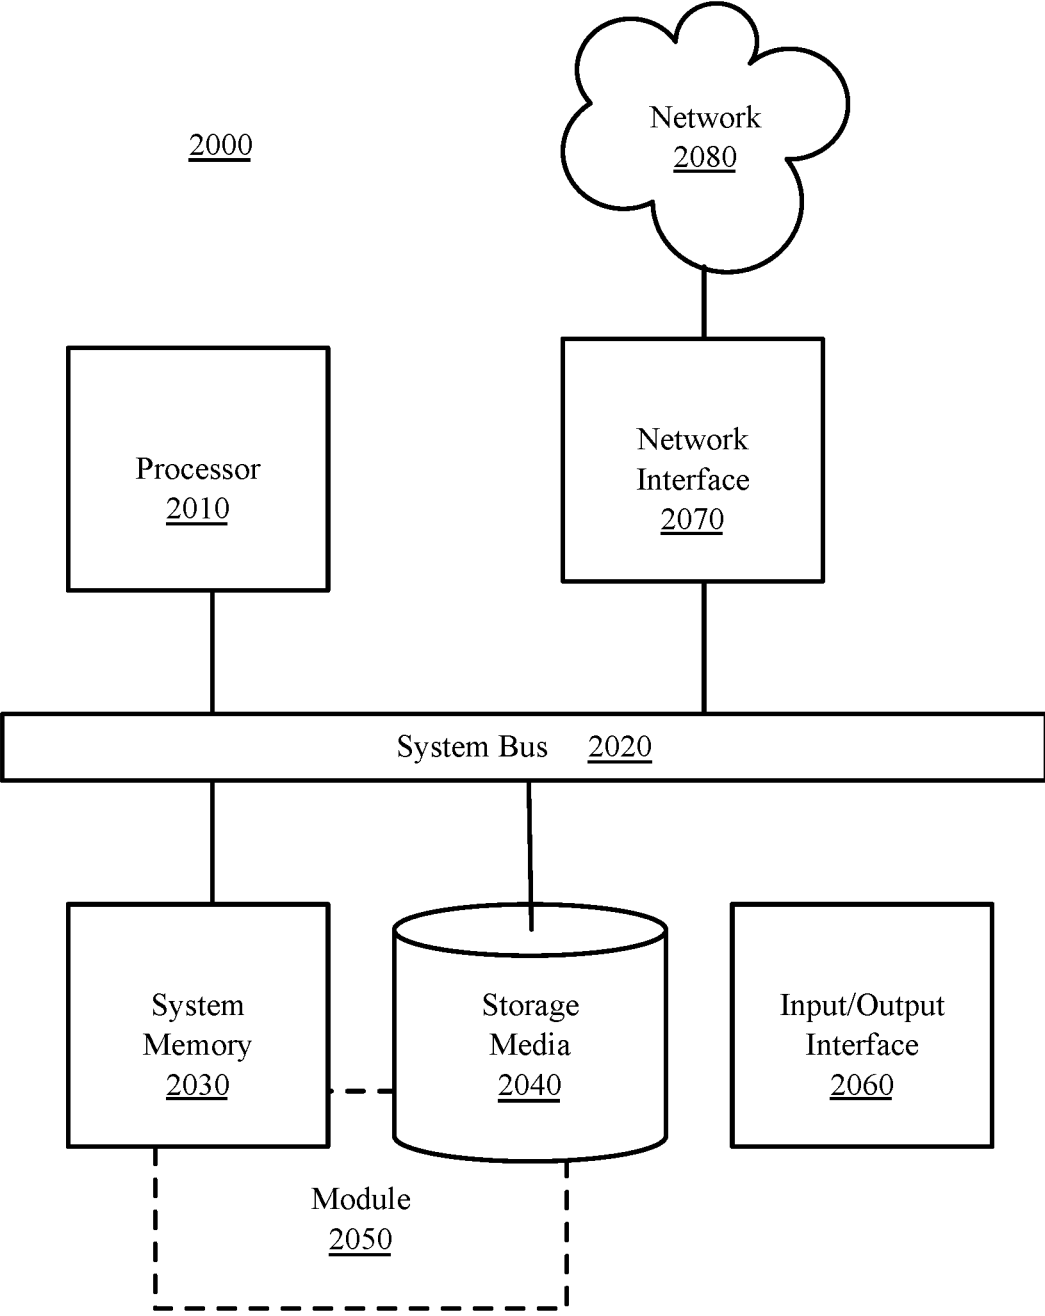 Network
2080
2000
Processor
2010
Network
Interface
2070
System Bus 2020
System
Memory
2030
Storage
Media
2040
Input/Output
Interface
2060
Module
2050